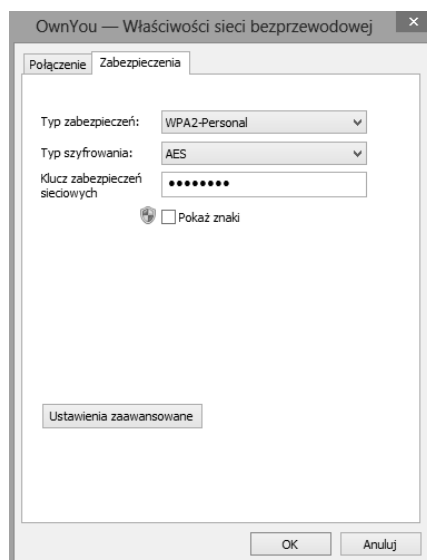 OwnYou — Właściwości sieci bezprzewodowej
Połączenie Zabezpieczenia
Typ zabezpieczeń: WPA2-Personal
Typ szyfrowania: AES
Klucz zabezpieczeń ••••••••
sieciowych
Pokaż znaki
Ustawienia zaawansowane
OK Anuluj